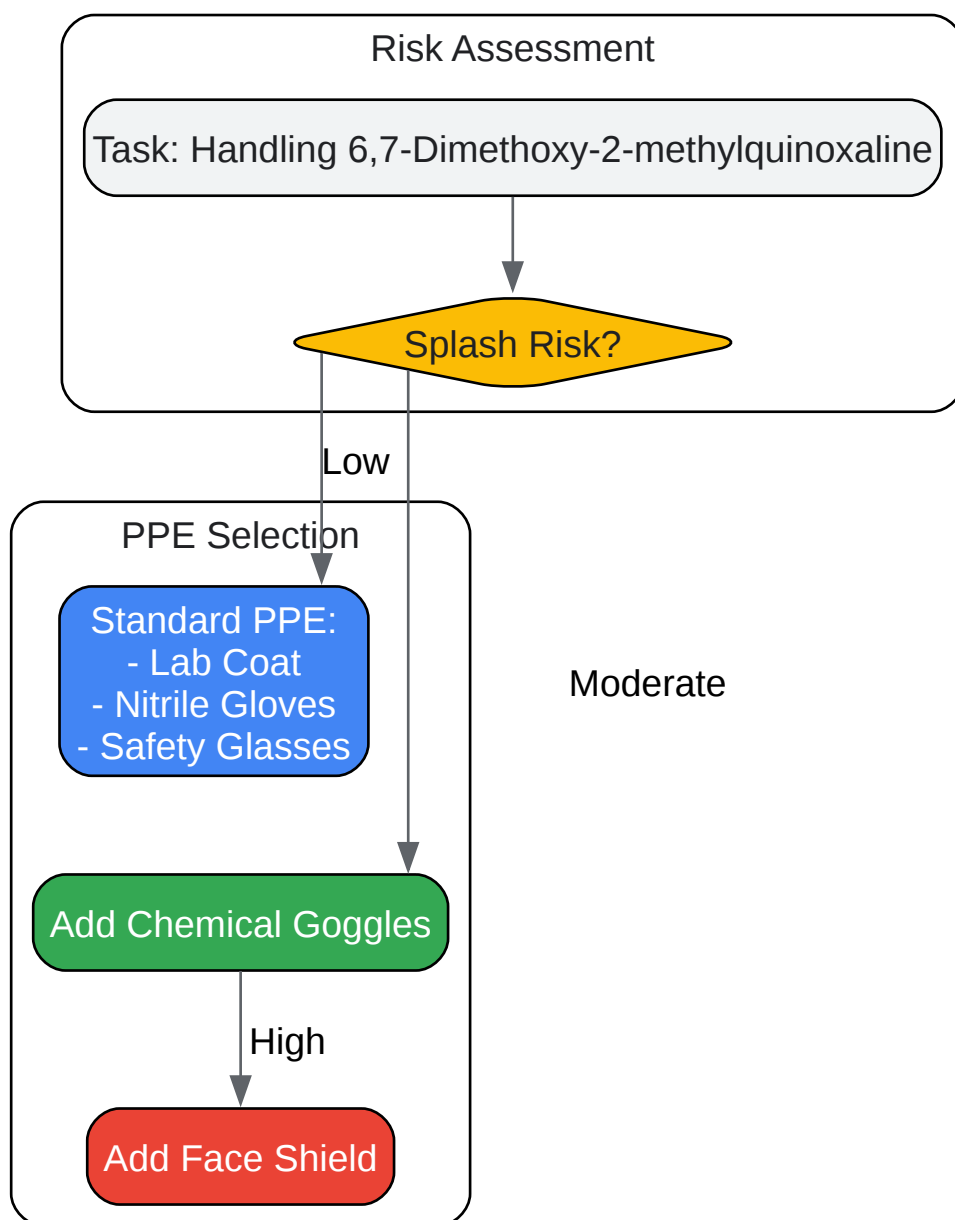 Risk Assessment
Task: Handling 6,7-Dimethoxy-2-methylquinoxaline
Splash Risk?
Low
PPE Selection
Standard PPE:
- Lab Coat
- Nitrile Gloves
- Safety Glasses
Moderate
Add Chemical Goggles
High
Add Face Shield